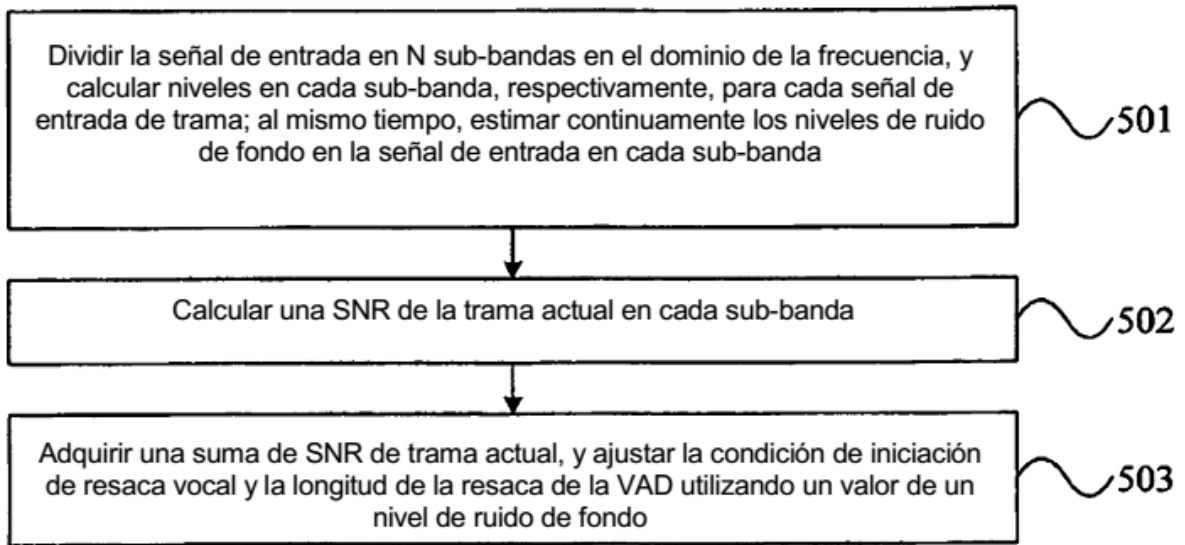 Dividir la señal de entrada en N sub-bandas en el dominio de la frecuencia, y
calcular niveles en cada sub-banda, respectivamente, para cada señal de
entrada de trama; al mismo tiempo, estimar continuamente los niveles de ruido
de fondo en la señal de entrada en cada sub-banda
501
Calcular una SNR de la trama actual en cada sub-banda
502
Adquirir una suma de SNR de trama actual, y ajustar la condición de iniciación
de resaca vocal y la longitud de la resaca de la VAD utilizando un valor de un
nivel de ruido de fondo
503